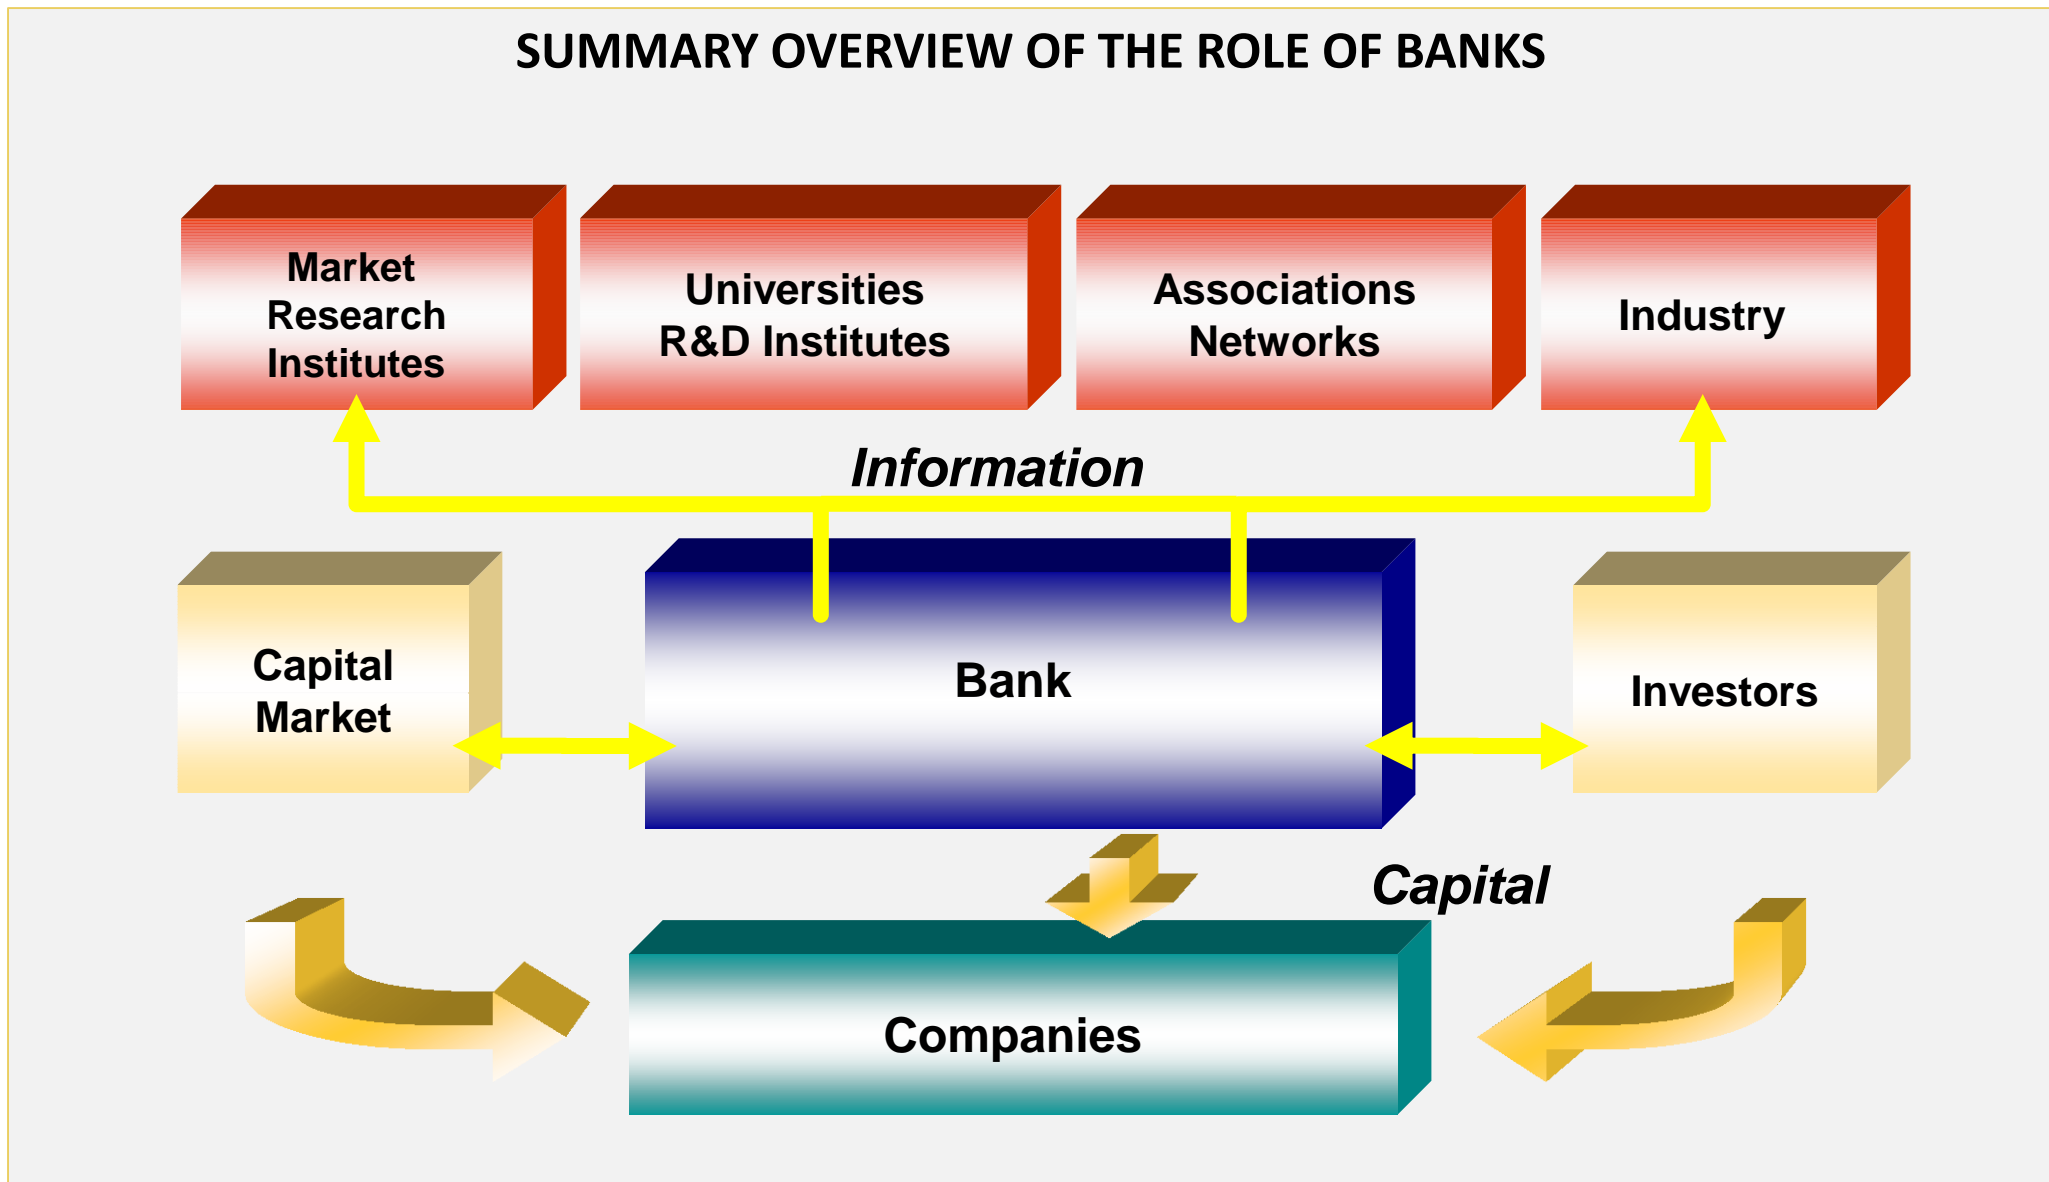 SUMMARY OVERVIEW OF THE ROLE OF BANKS
Market
Research
Institutes
Universities
R&D Institutes
Associations
Networks
Industry
Information
Capital
Market
Bank
Investors
Capital
Companies